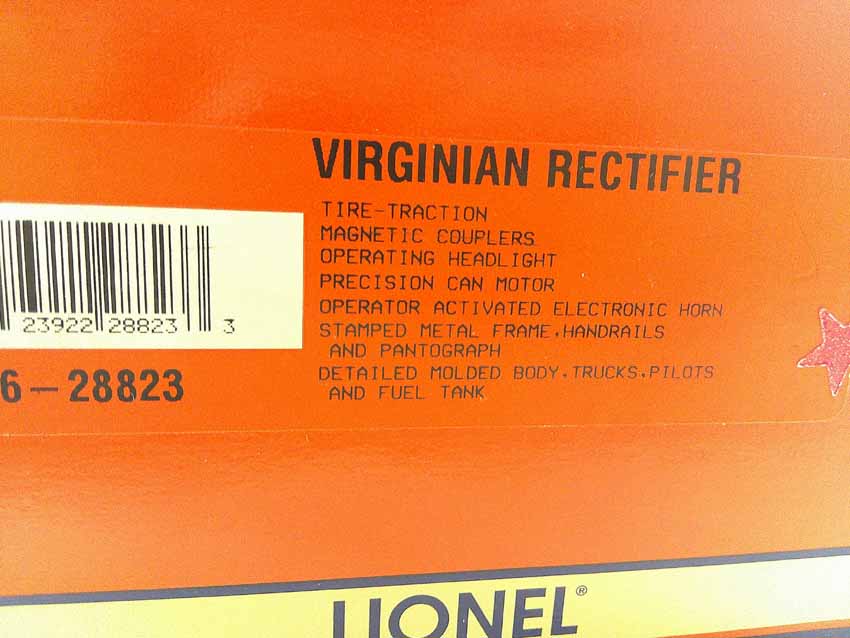 VIRGINIAN RECTIFIER
TIRE-TRACTION
MAGNETIC COUPLERS
OPERATING HEADLIGHT
PRECISION CAN MOTOR
OPERATOR ACTIVATED ELECTRONIC HORN
STAMPED METAL FRAME,HANDRAILS
AND PANTOGRAPH
DETAILED MOLDED BODY,TRUCKS,PILOTS
AND FUEL TANK
23922 28823 3
6-28823
LIONEL®